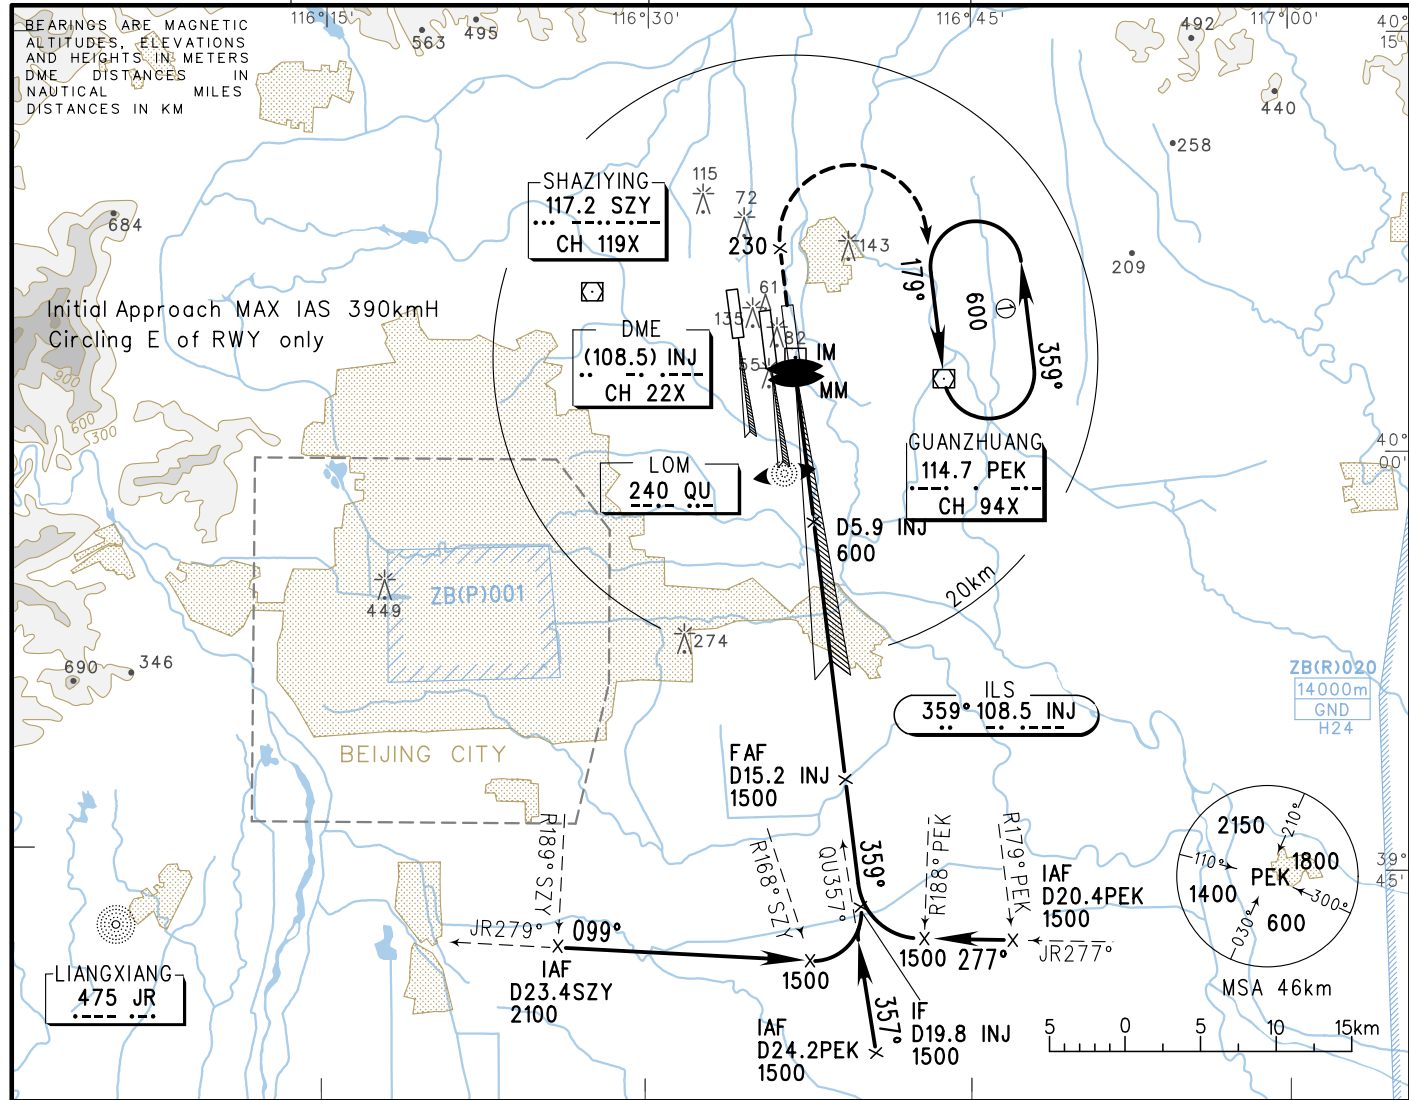 116°15'
116°30'
116°45'
117°00'
40°
15'
BEARINGS ARE MAGNETIC
ALTITUDES, ELEVATIONS
AND HEIGHTS IN METERS
DME DISTANCES IN
NAUTICAL MILES
DISTANCES IN KM
563
495
492
440
258
684
209
SHAZIYING
117.2 SZY
CH 119X
115
72
230
143
179°
600
1
359°
Initial Approach MAX IAS 390kmH
Circling E of RWY only
DME
(108.5) INJ
CH 22X
61
135
82
55
IM
MM
900
600
300
GUANZHUANG
114.7 PEK
CH 94X
40°
00'
LOM
240 QU
D5.9 INJ
600
20km
ZB(P)001
449
274
690
346
ZB(R)020
14000m
GND
H24
ILS
359° 108.5 INJ
BEIJING CITY
FAF
D15.2 INJ
1500
R189° SZY
R168° SZY
QU357°
359°
R188° PEK
R179° PEK
IAF
D20.4PEK
1500
2150
210°
110°
1800
PEK
1400
300°
030°
600
MSA 46km
39°
45'
JR279°
099°
1500
1500
277°
JR277°
IAF
D23.4SZY
2100
LIANGXIANG
475 JR
357°
IF
D19.8 INJ
1500
IAF
D24.2PEK
1500
5 0 5 10 15km